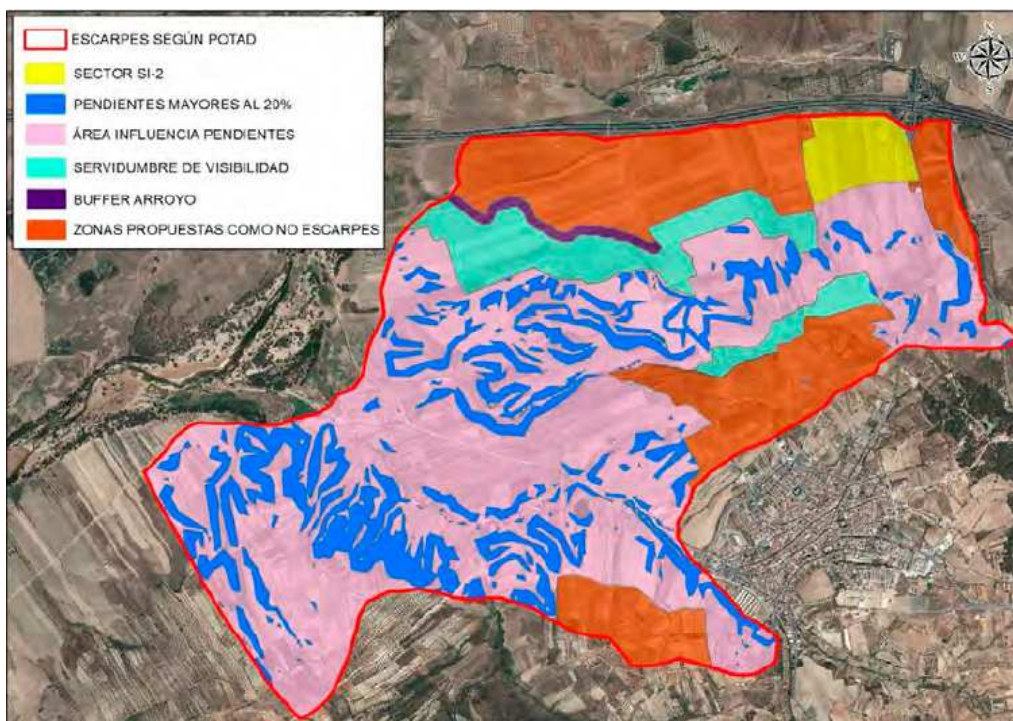 ESCARPES SEGÚN POTAD
SECTOR SI-2
PENDIENTES MAYORES AL 20%
ÁREA INFLUENCIA PENDIENTES
SERVIDUMBRE DE VISIBILIDAD
BUFFER ARROYO
ZONAS PROPUESTAS COMO NO ESCARPES
N
W
E
S